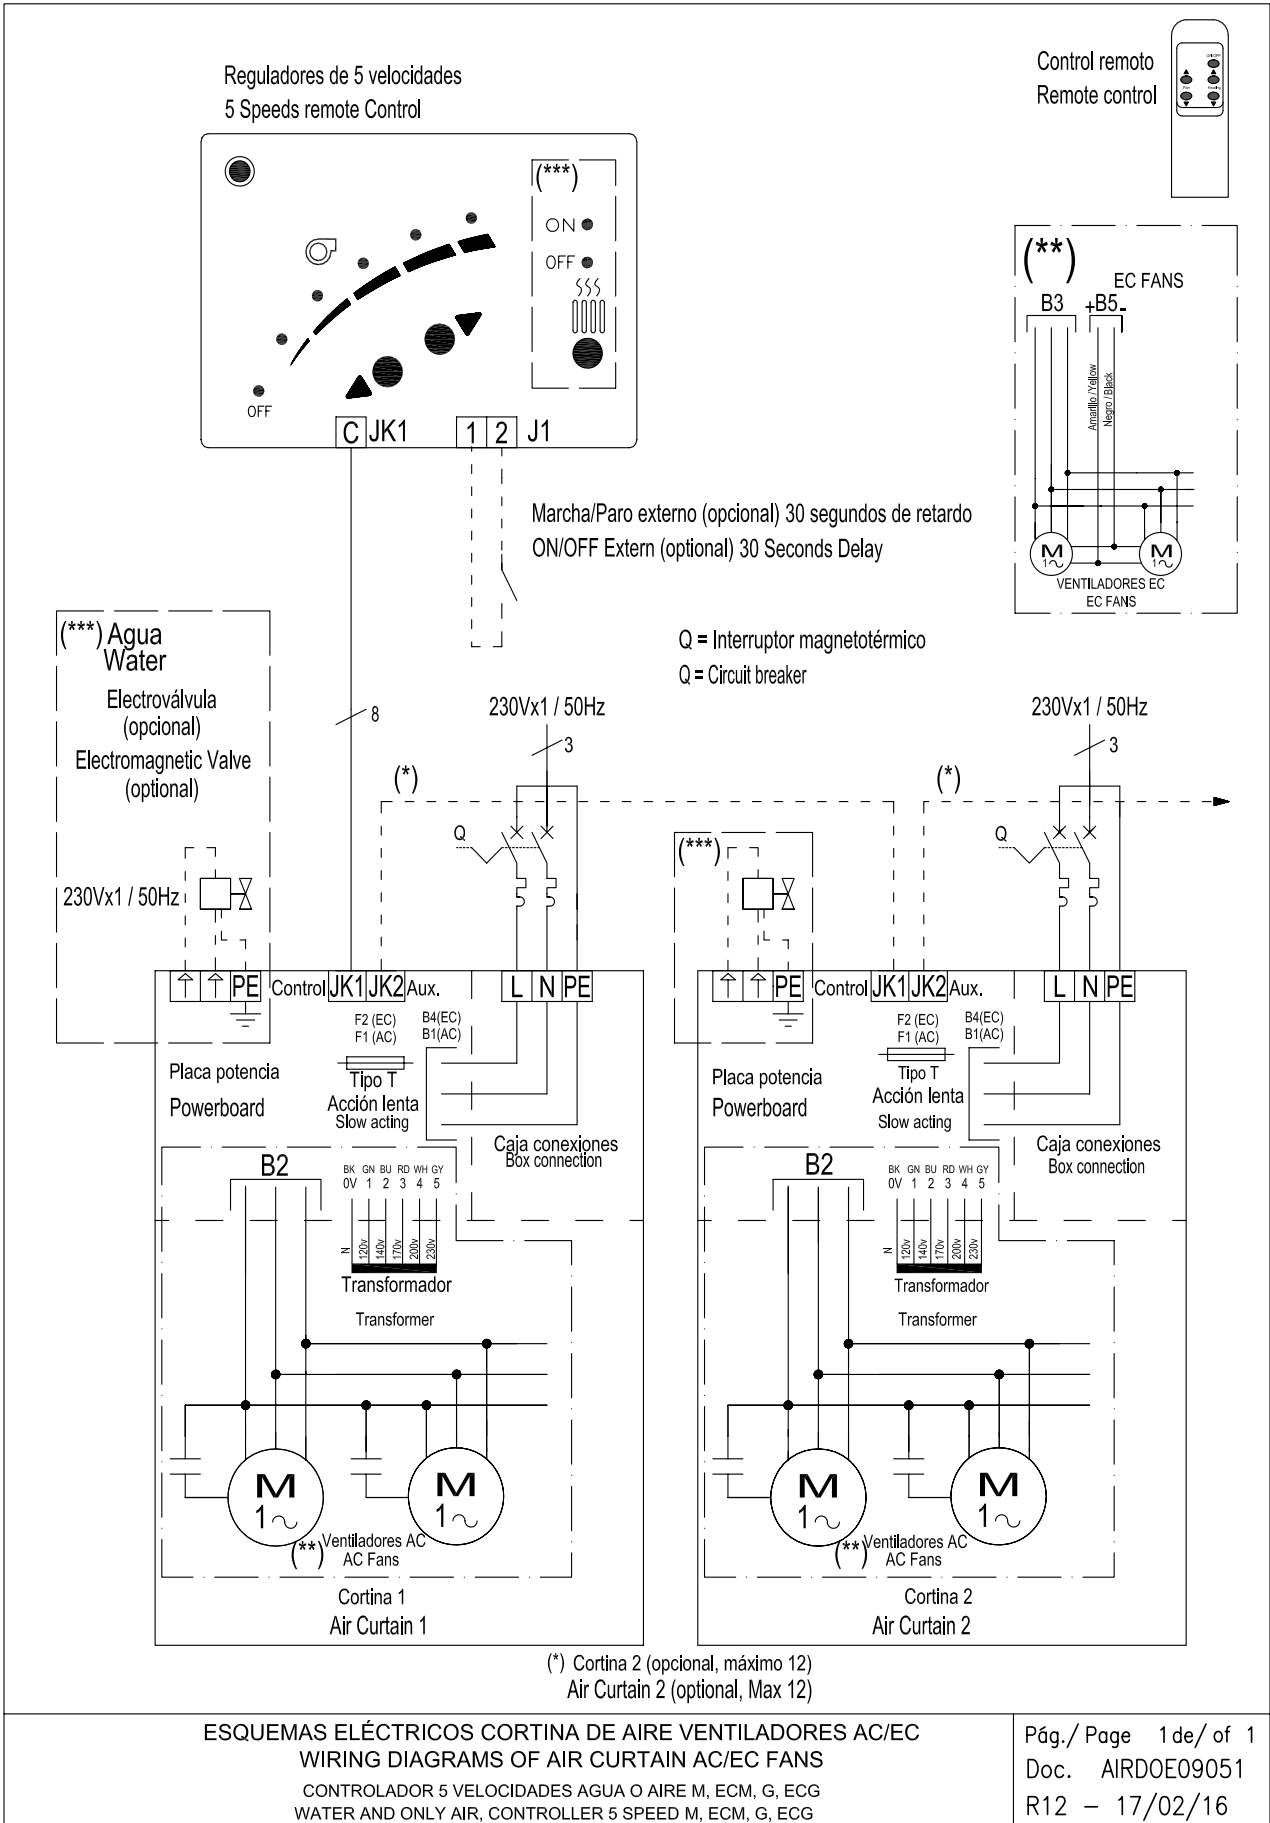 Reguladores de 5 velocidades
5 Speeds remote Control
Control remoto
Remote control
ON/OFF
Fan
Heating
(***)
ON
OFF
OFF
C JK1
1 2 J1
(**)
EC FANS
B3 +B5-
Amarillo / Yellow
Negro / Black
M
1~
M
1~
VENTILADORES EC
EC FANS
Marcha/Paro externo (opcional) 30 segundos de retardo
ON/OFF Extern (optional) 30 Seconds Delay
Q = Interruptor magnetotérmico
Q = Circuit breaker
(***) Agua
Water
Electroválvula
(opcional)
Electromagnetic Valve
(optional)
230Vx1 / 50Hz
8
230Vx1 / 50Hz
3
(*)
Q
230Vx1 / 50Hz
3
(*)
Q
(***)
PE Control JK1 JK2 Aux. L N PE
F2 (EC)
F1 (AC)
B4(EC)
B1(AC)
Tipo T
Acción lenta
Slow acting
Placa potencia
Powerboard
Caja conexiones
Box connection
B2
BK GN BU RD WH GY
0V 1 2 3 4 5
N 120v 140v 170v 200v 230v
Transformador
Transformer
M
1~
M
1~
(**) Ventiladores AC
AC Fans
Cortina 1
Air Curtain 1
PE Control JK1 JK2 Aux. L N PE
F2 (EC)
F1 (AC)
B4(EC)
B1(AC)
Tipo T
Acción lenta
Slow acting
Placa potencia
Powerboard
Caja conexiones
Box connection
B2
BK GN BU RD WH GY
0V 1 2 3 4 5
N 120v 140v 170v 200v 230v
Transformador
Transformer
M
1~
M
1~
(**) Ventiladores AC
AC Fans
Cortina 2
Air Curtain 2
(*) Cortina 2 (opcional, máximo 12)
Air Curtain 2 (optional, Max 12)
ESQUEMAS ELÉCTRICOS CORTINA DE AIRE VENTILADORES AC/EC
WIRING DIAGRAMS OF AIR CURTAIN AC/EC FANS
CONTROLADOR 5 VELOCIDADES AGUA O AIRE M, ECM, G, ECG
WATER AND ONLY AIR, CONTROLLER 5 SPEED M, ECM, G, ECG
Pág./ Page 1 de/ of 1
Doc. AIRDOE09051
R12 - 17/02/16